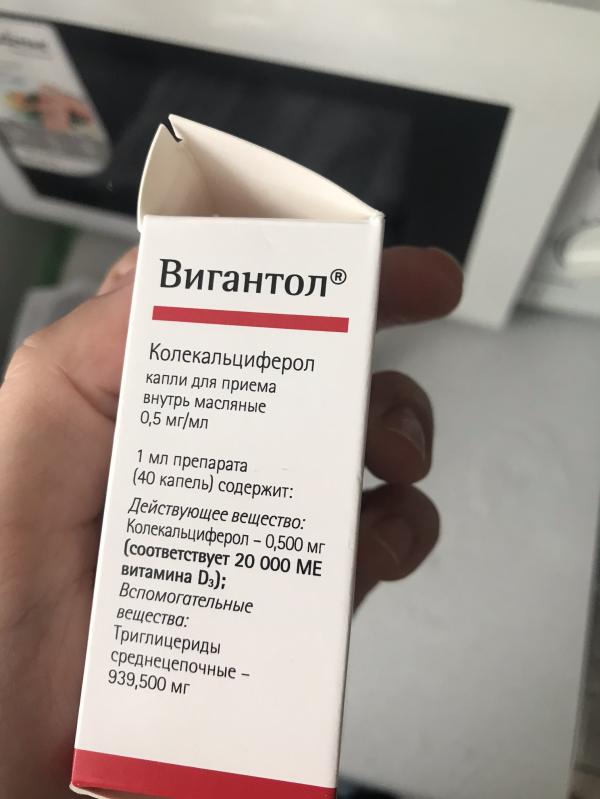 Вигантол®
Колекальциферол
капли для приема
внутрь масляные
0,5 мг/мл
1 мл препарата
(40 капель) содержит:
Действующее вещество:
Колекальциферол – 0,500 мг
(соответствует 20 000 МЕ
витамина D₃);
Вспомогательные
вещества:
Триглицериды
среднецепочные –
939,500 мг